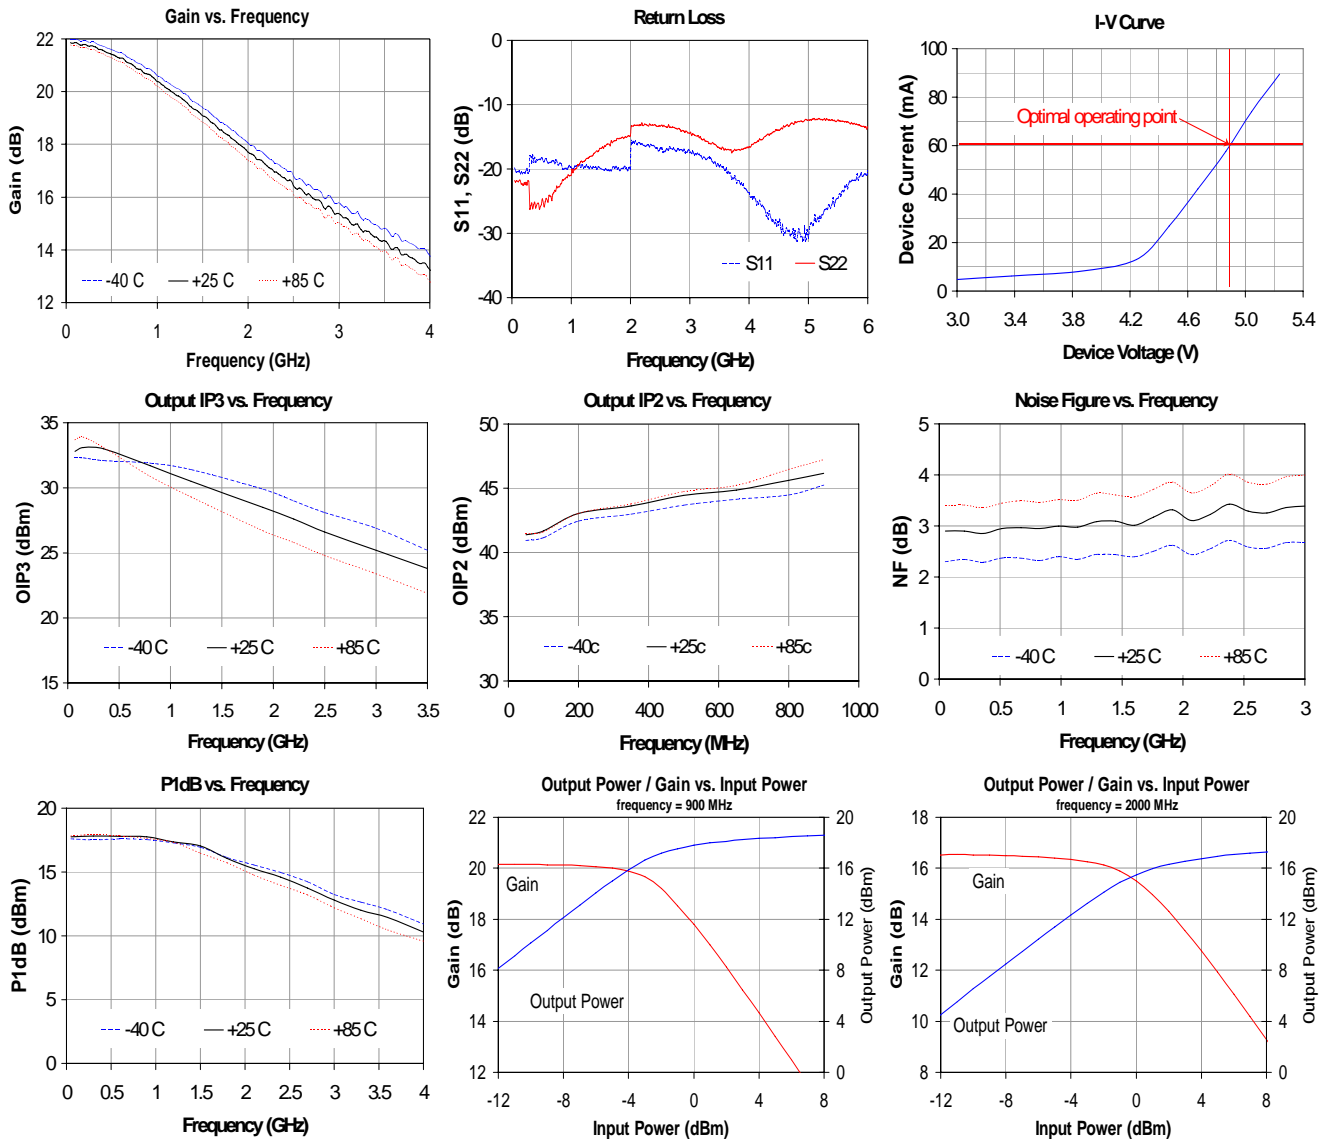 Gain vs. Frequency
22
20
18
16
14
12
Gain (dB)
-40 C
+25 C
+85 C
0
1
2
3
4
Frequency (GHz)
Return Loss
0
-10
-20
-30
-40
S11, S22 (dB)
S11
S22
0
1
2
3
4
5
6
Frequency (GHz)
I-V Curve
100
80
60
40
20
0
Device Current (mA)
Optimal operating point
3.0
3.4
3.8
4.2
4.6
5.0
5.4
Device Voltage (V)
Output IP3 vs. Frequency
35
30
25
20
15
OIP3 (dBm)
-40 C
+25 C
+85 C
0
0.5
1
1.5
2
2.5
3
3.5
Frequency (GHz)
Output IP2 vs. Frequency
50
45
40
35
30
OIP2 (dBm)
-40c
+25c
+85c
0
200
400
600
800
1000
Frequency (MHz)
Noise Figure vs. Frequency
5
4
3
2
1
0
NF (dB)
-40 C
+25 C
+85 C
0
0.5
1
1.5
2
2.5
3
Frequency (GHz)
P1dB vs. Frequency
20
15
10
5
0
P1dB (dBm)
-40 C
+25 C
+85 C
0
0.5
1
1.5
2
2.5
3
3.5
4
Frequency (GHz)
Output Power / Gain vs. Input Power
frequency = 900 MHz
22
20
18
16
14
12
Gain (dB)
Gain
Output Power
20
16
12
8
4
0
Output Power (dBm)
-12
-8
-4
0
4
8
Input Power (dBm)
Output Power / Gain vs. Input Power
frequency = 2000 MHz
18
16
14
12
10
8
Gain (dB)
Gain
Output Power
20
16
12
8
4
0
Output Power (dBm)
-12
-8
-4
0
4
8
Input Power (dBm)